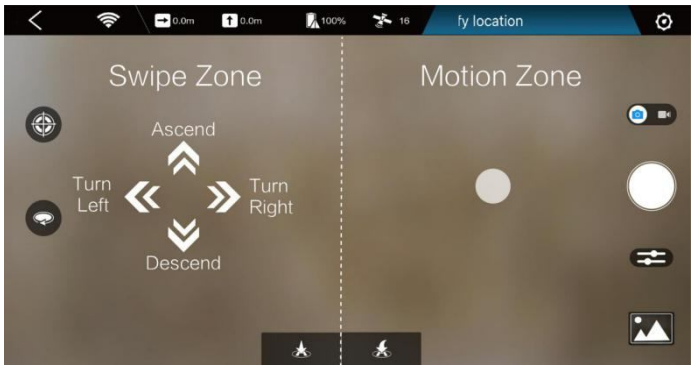 0.0m 0.0m 100% 16 fy location
Swipe Zone Motion Zone
Ascend
Turn Left
Turn Right
Descend